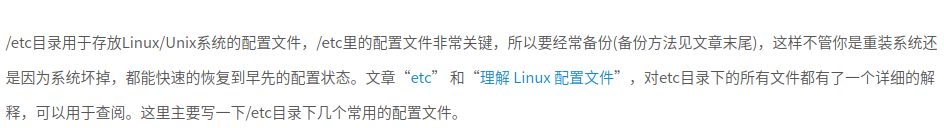 /etc目录用于存放Linux/Unix系统的配置文件，/etc里的配置文件非常关键，所以要经常备份(备份方法见文章末尾)，这样不管你是重装系统还
是因为系统坏掉，都能快速的恢复到早先的配置状态。文章“etc” 和“理解 Linux 配置文件”，对etc目录下的所有文件都有了一个详细的解
释，可以用于查阅。这里主要写一下/etc目录下几个常用的配置文件。